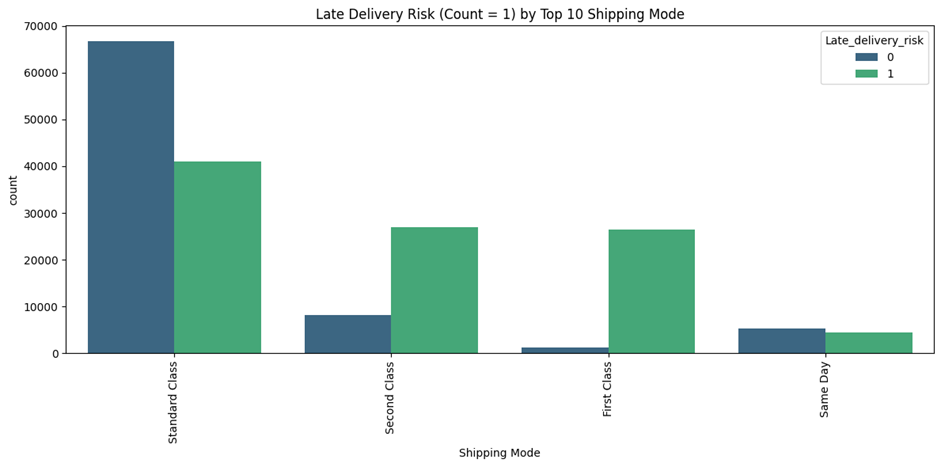 Late Delivery Risk (Count = 1) by Top 10 Shipping Mode
Late_delivery_risk
0
1
70000
60000
50000
40000
30000
20000
10000
0
count
Standard Class
Second Class
First Class
Same Day
Shipping Mode